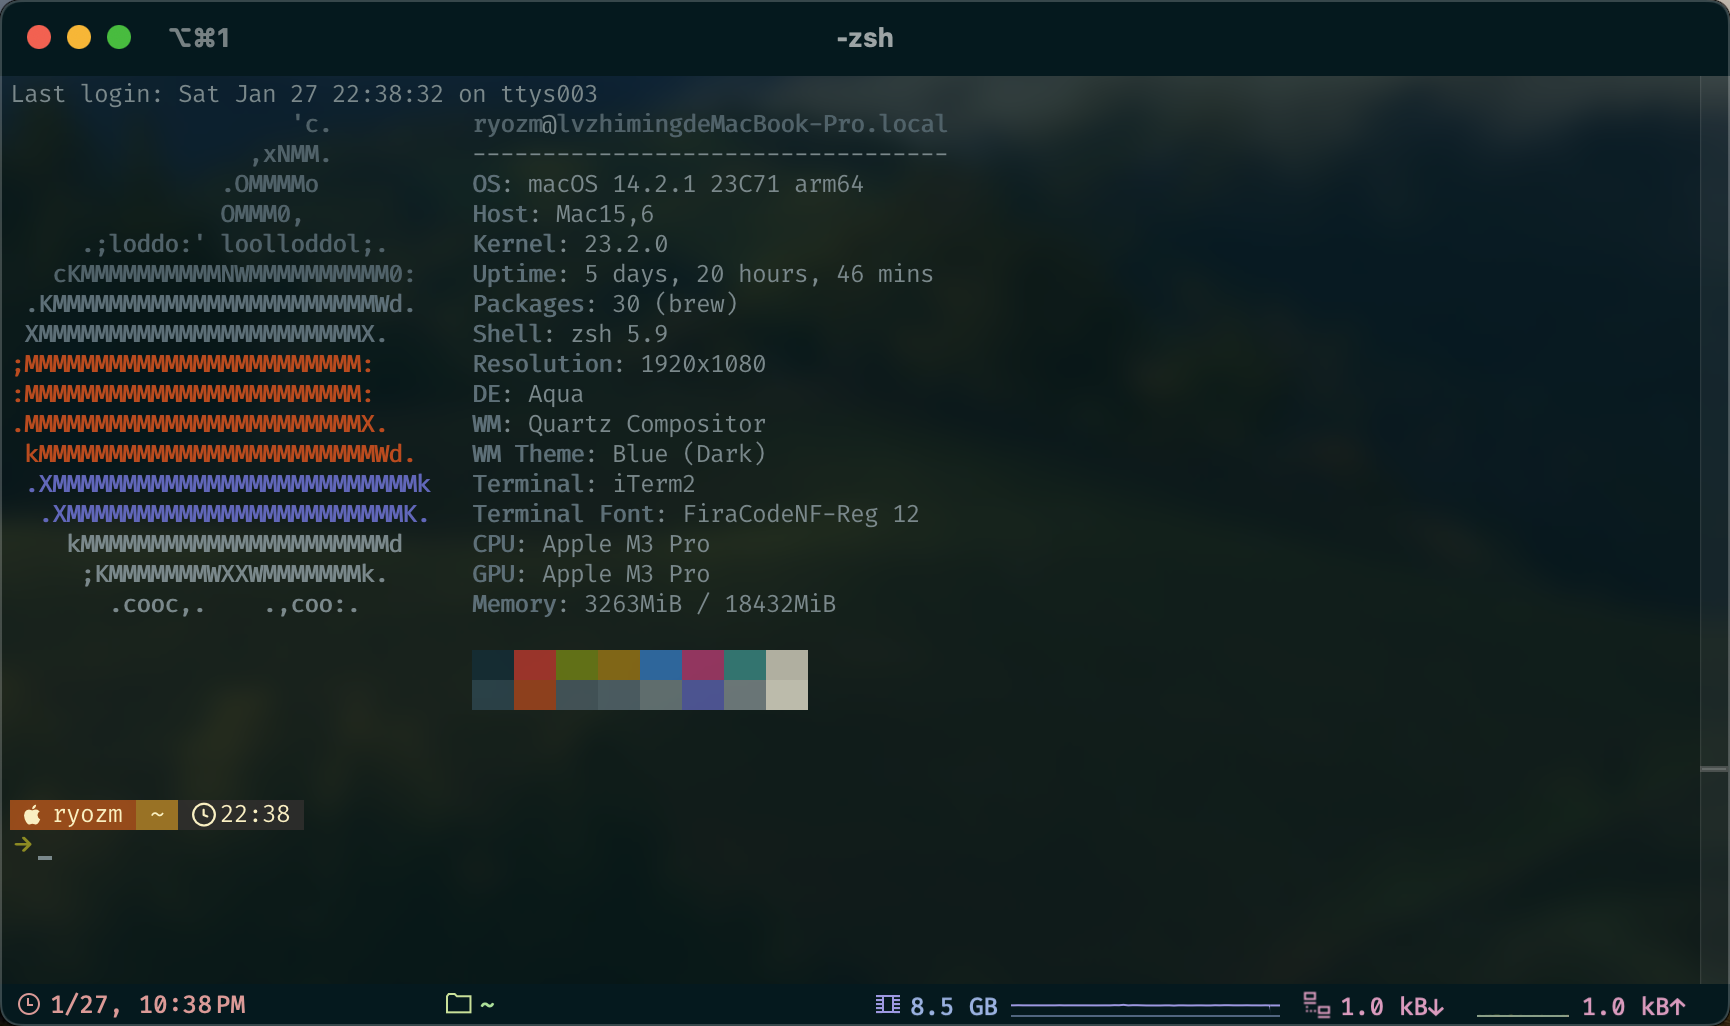 ⌥⌘1
-zsh
Last login: Sat Jan 27 22:38:32 on ttys003
                    'c.          ryozm@lvzhimingdeMacBook-Pro.local
                 ,xNMM.          ----------------------------------
               .OMMMMo           OS: macOS 14.2.1 23C71 arm64
               OMMM0,            Host: Mac15,6
     .;loddo:' loolloddol;.      Kernel: 23.2.0
   cKMMMMMMMMMMNWMMMMMMMMMM0:    Uptime: 5 days, 20 hours, 46 mins
 .KMMMMMMMMMMMMMMMMMMMMMMMWd.    Packages: 30 (brew)
 XMMMMMMMMMMMMMMMMMMMMMMMX.      Shell: zsh 5.9
;MMMMMMMMMMMMMMMMMMMMMMMM:       Resolution: 1920x1080
:MMMMMMMMMMMMMMMMMMMMMMMM:       DE: Aqua
.MMMMMMMMMMMMMMMMMMMMMMMMX.      WM: Quartz Compositor
 kMMMMMMMMMMMMMMMMMMMMMMMMWd.    WM Theme: Blue (Dark)
 .XMMMMMMMMMMMMMMMMMMMMMMMMMMk   Terminal: iTerm2
  .XMMMMMMMMMMMMMMMMMMMMMMMMK.   Terminal Font: FiraCodeNF-Reg 12
    kMMMMMMMMMMMMMMMMMMMMMMd     CPU: Apple M3 Pro
     ;KMMMMMMMWXXWMMMMMMMk.      GPU: Apple M3 Pro
       .cooc,.    .,coo:.        Memory: 3263MiB / 18432MiB
ryozm ~ 22:38
→ _
1/27, 10:38 PM ~ 8.5 GB 1.0 kB↓ 1.0 kB↑